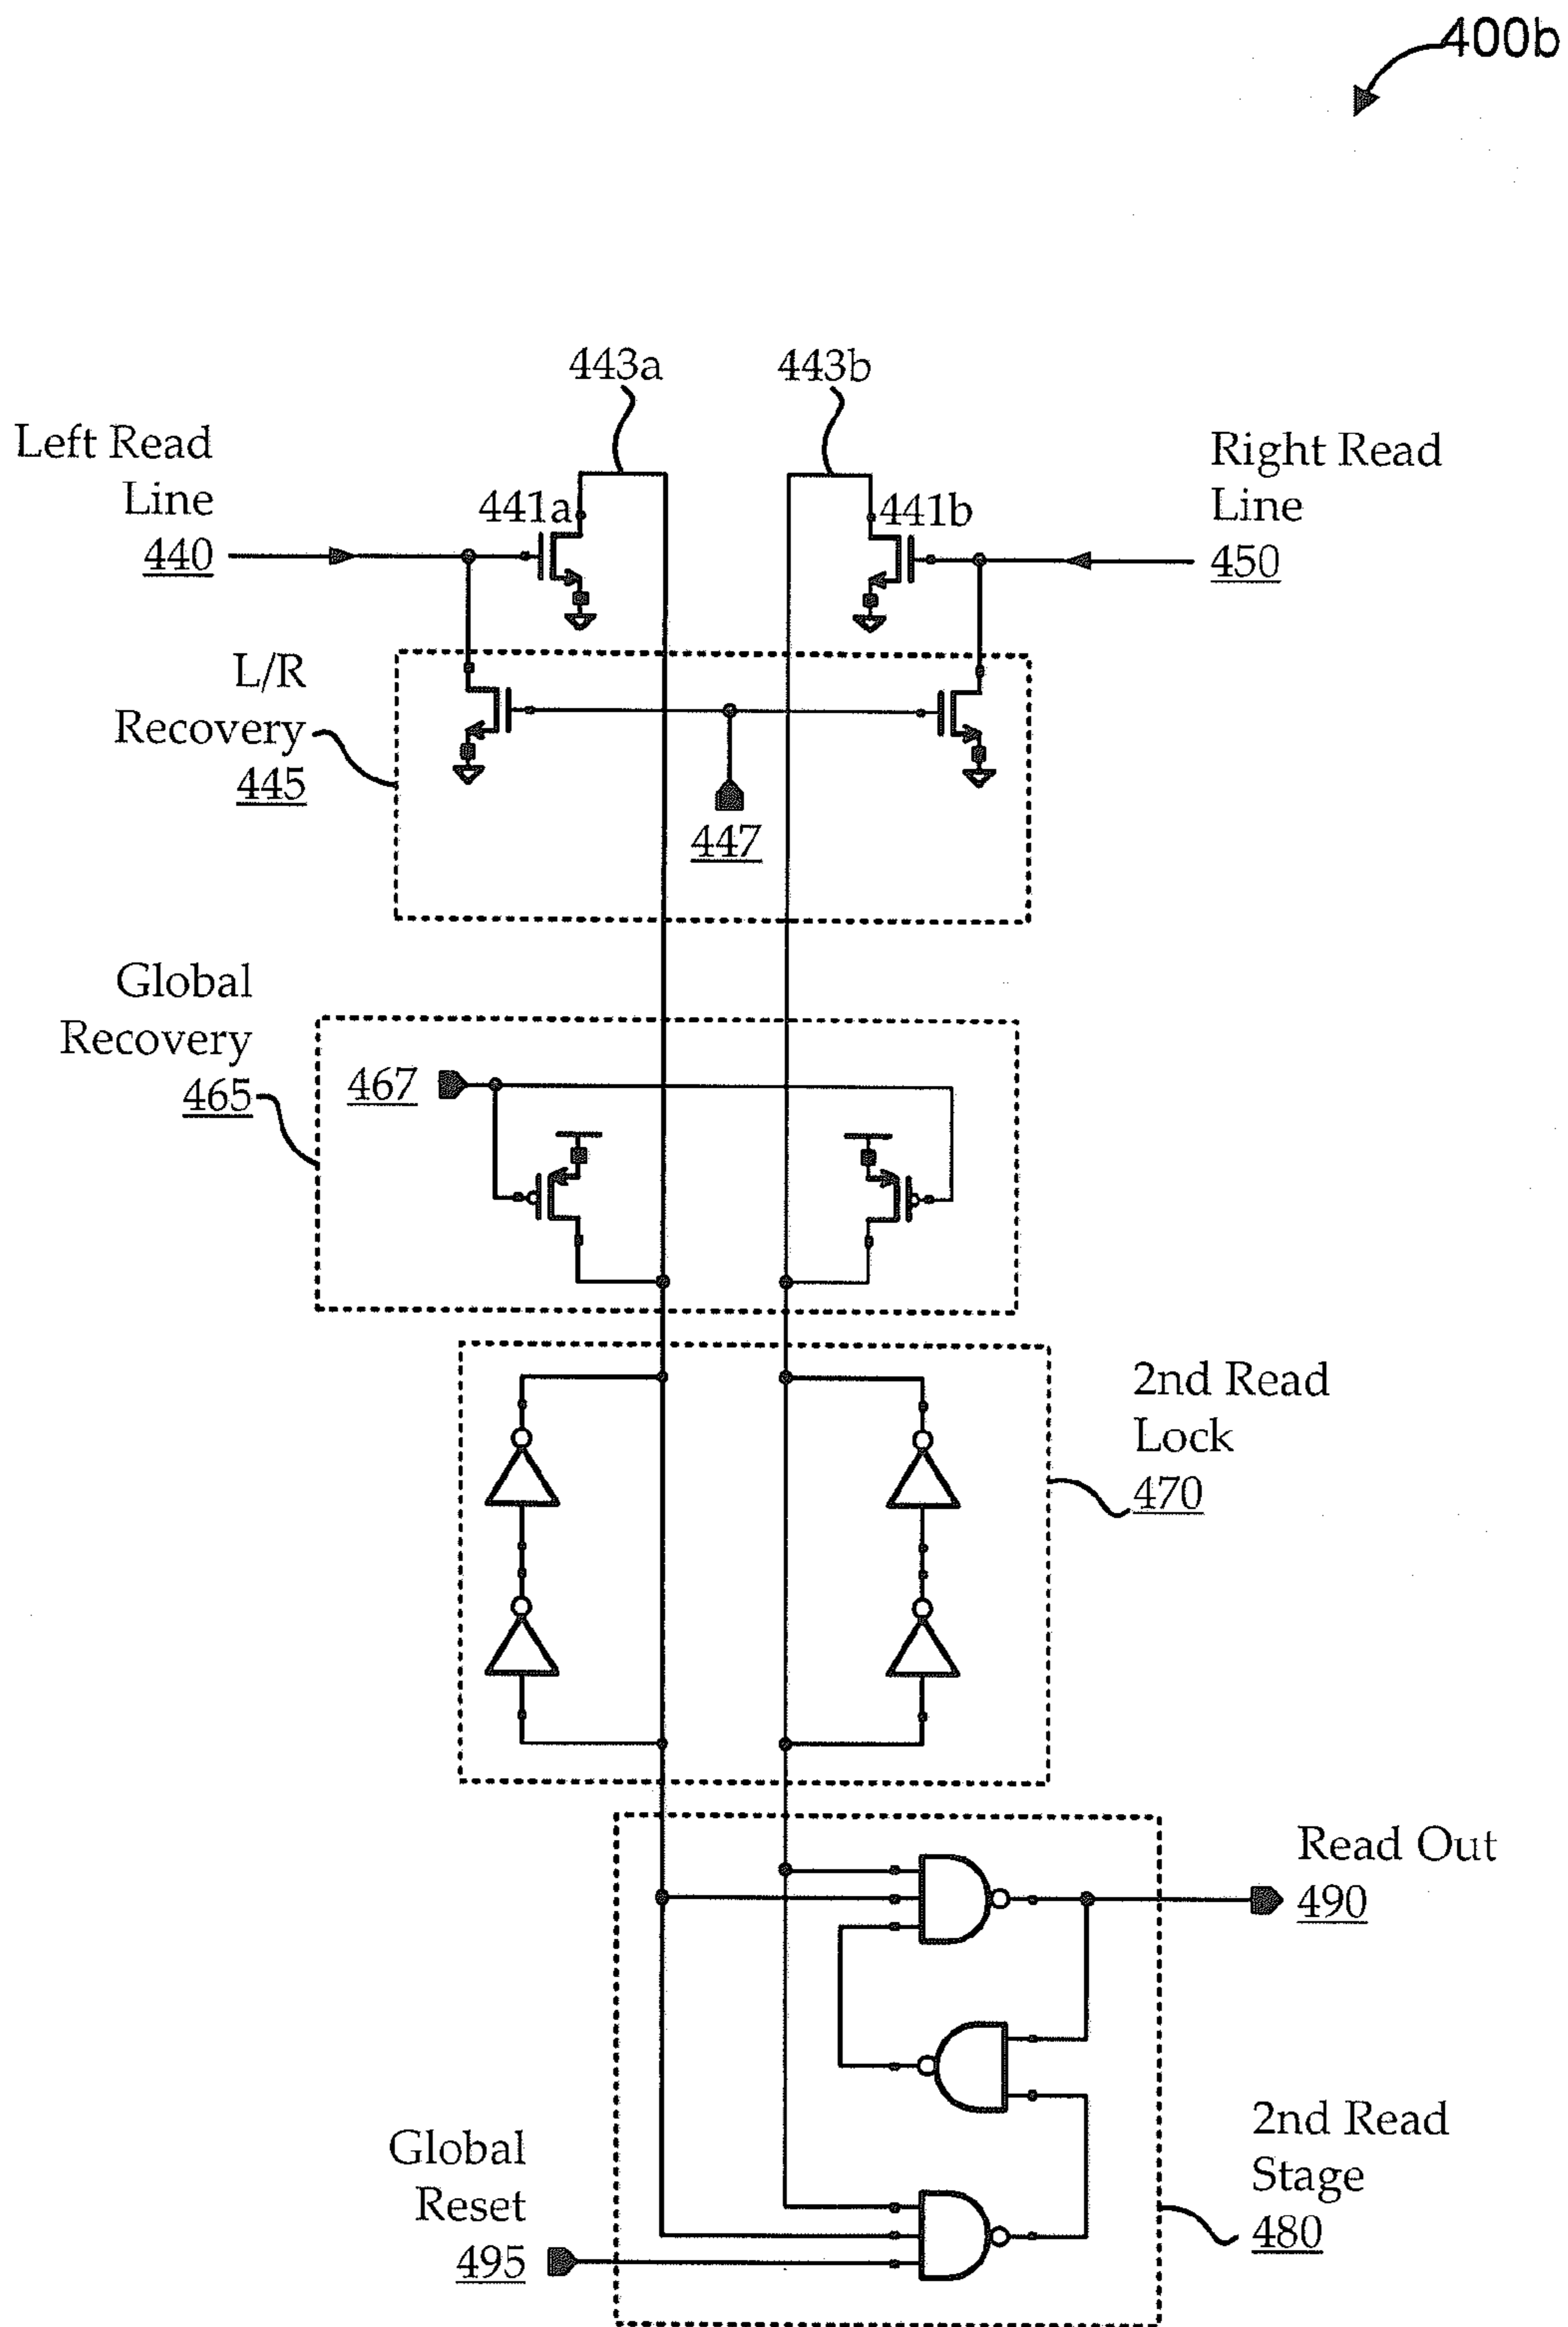 400b
443a
443b
Left Read
Line
440
441a
441b
Right Read
Line
450
L/R
Recovery
445
447
Global
Recovery
465
467
2nd Read
Lock
470
Read Out
490
Global
Reset
495
2nd Read
Stage
480